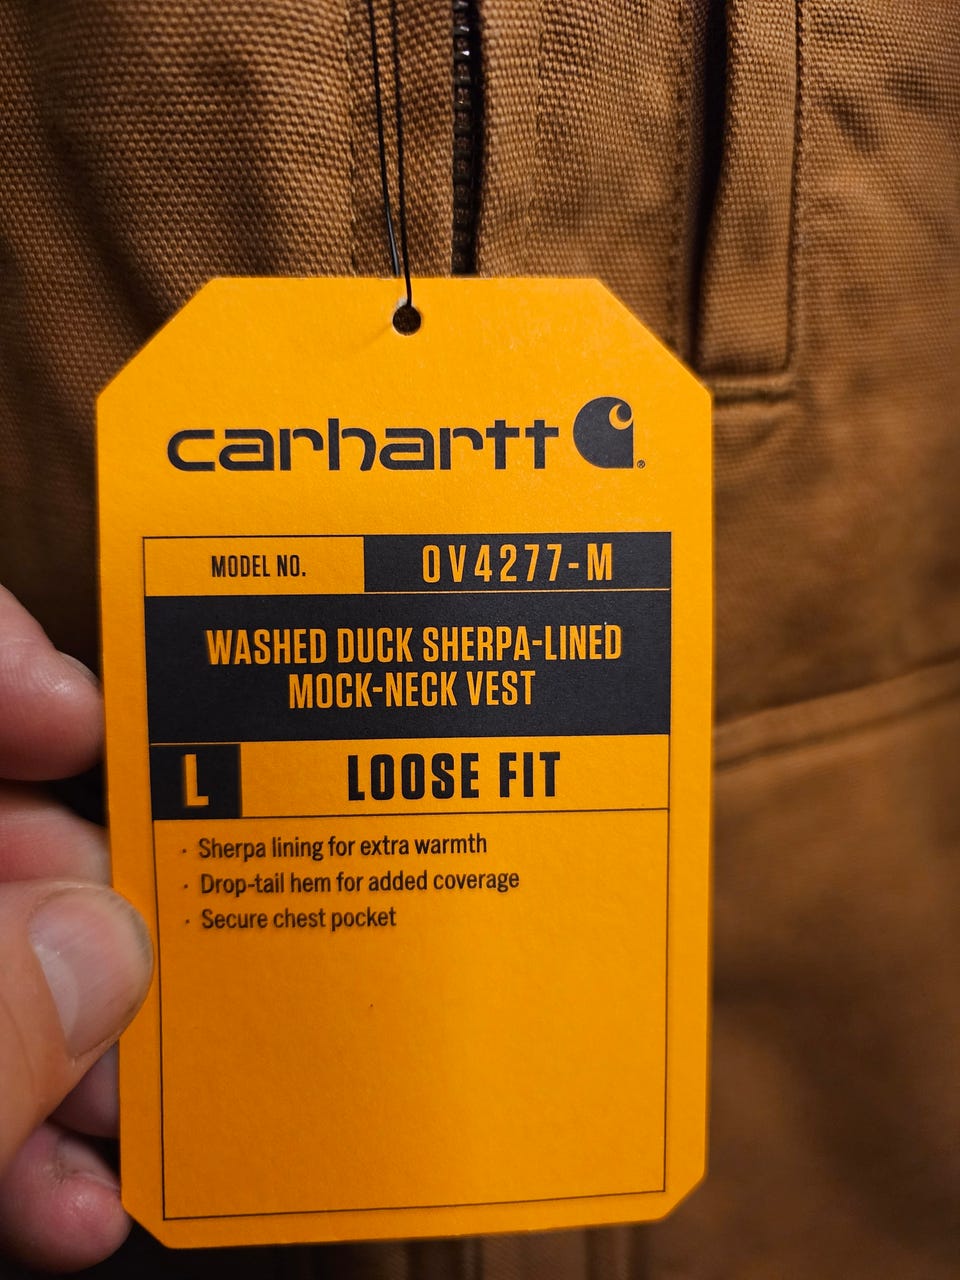 carhartt
MODEL NO. OV4277-M
WASHED DUCK SHERPA-LINED
MOCK-NECK VEST
L LOOSE FIT
· Sherpa lining for extra warmth
· Drop-tail hem for added coverage
· Secure chest pocket